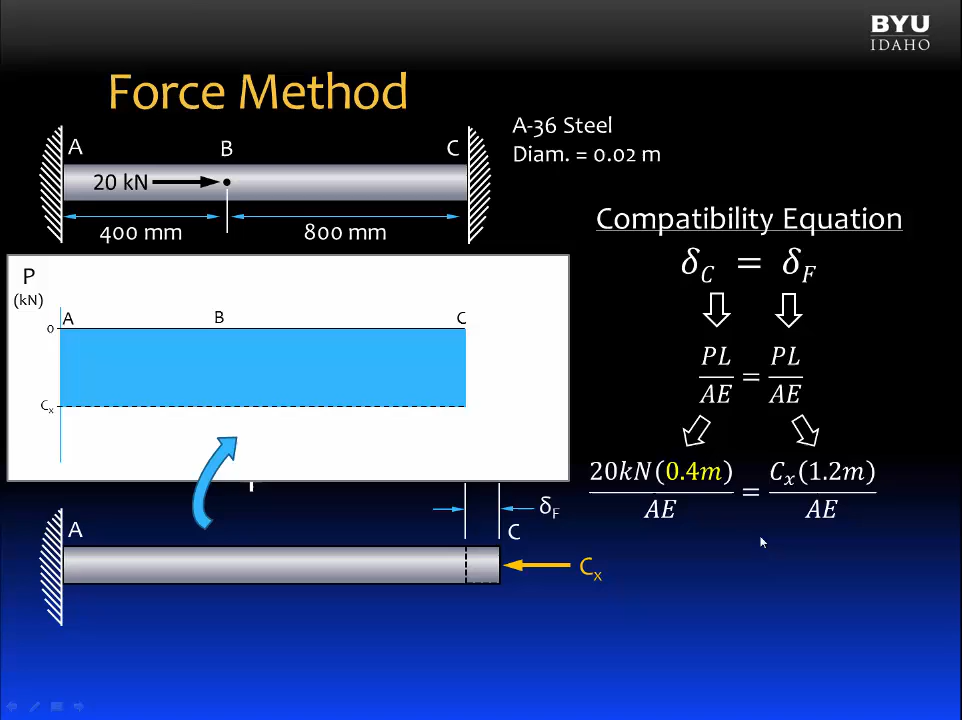 BYU
IDAHO
Force Method
A-36 Steel
Diam. = 0.02 m
A B C
20 kN
400 mm 800 mm
Compatibility Equation
δ_C = δ_F
PL/AE = PL/AE
20kN(0.4m)/AE = C_x(1.2m)/AE
P
(kN)
A B C
0
C_x
δ_F
A C
C_x